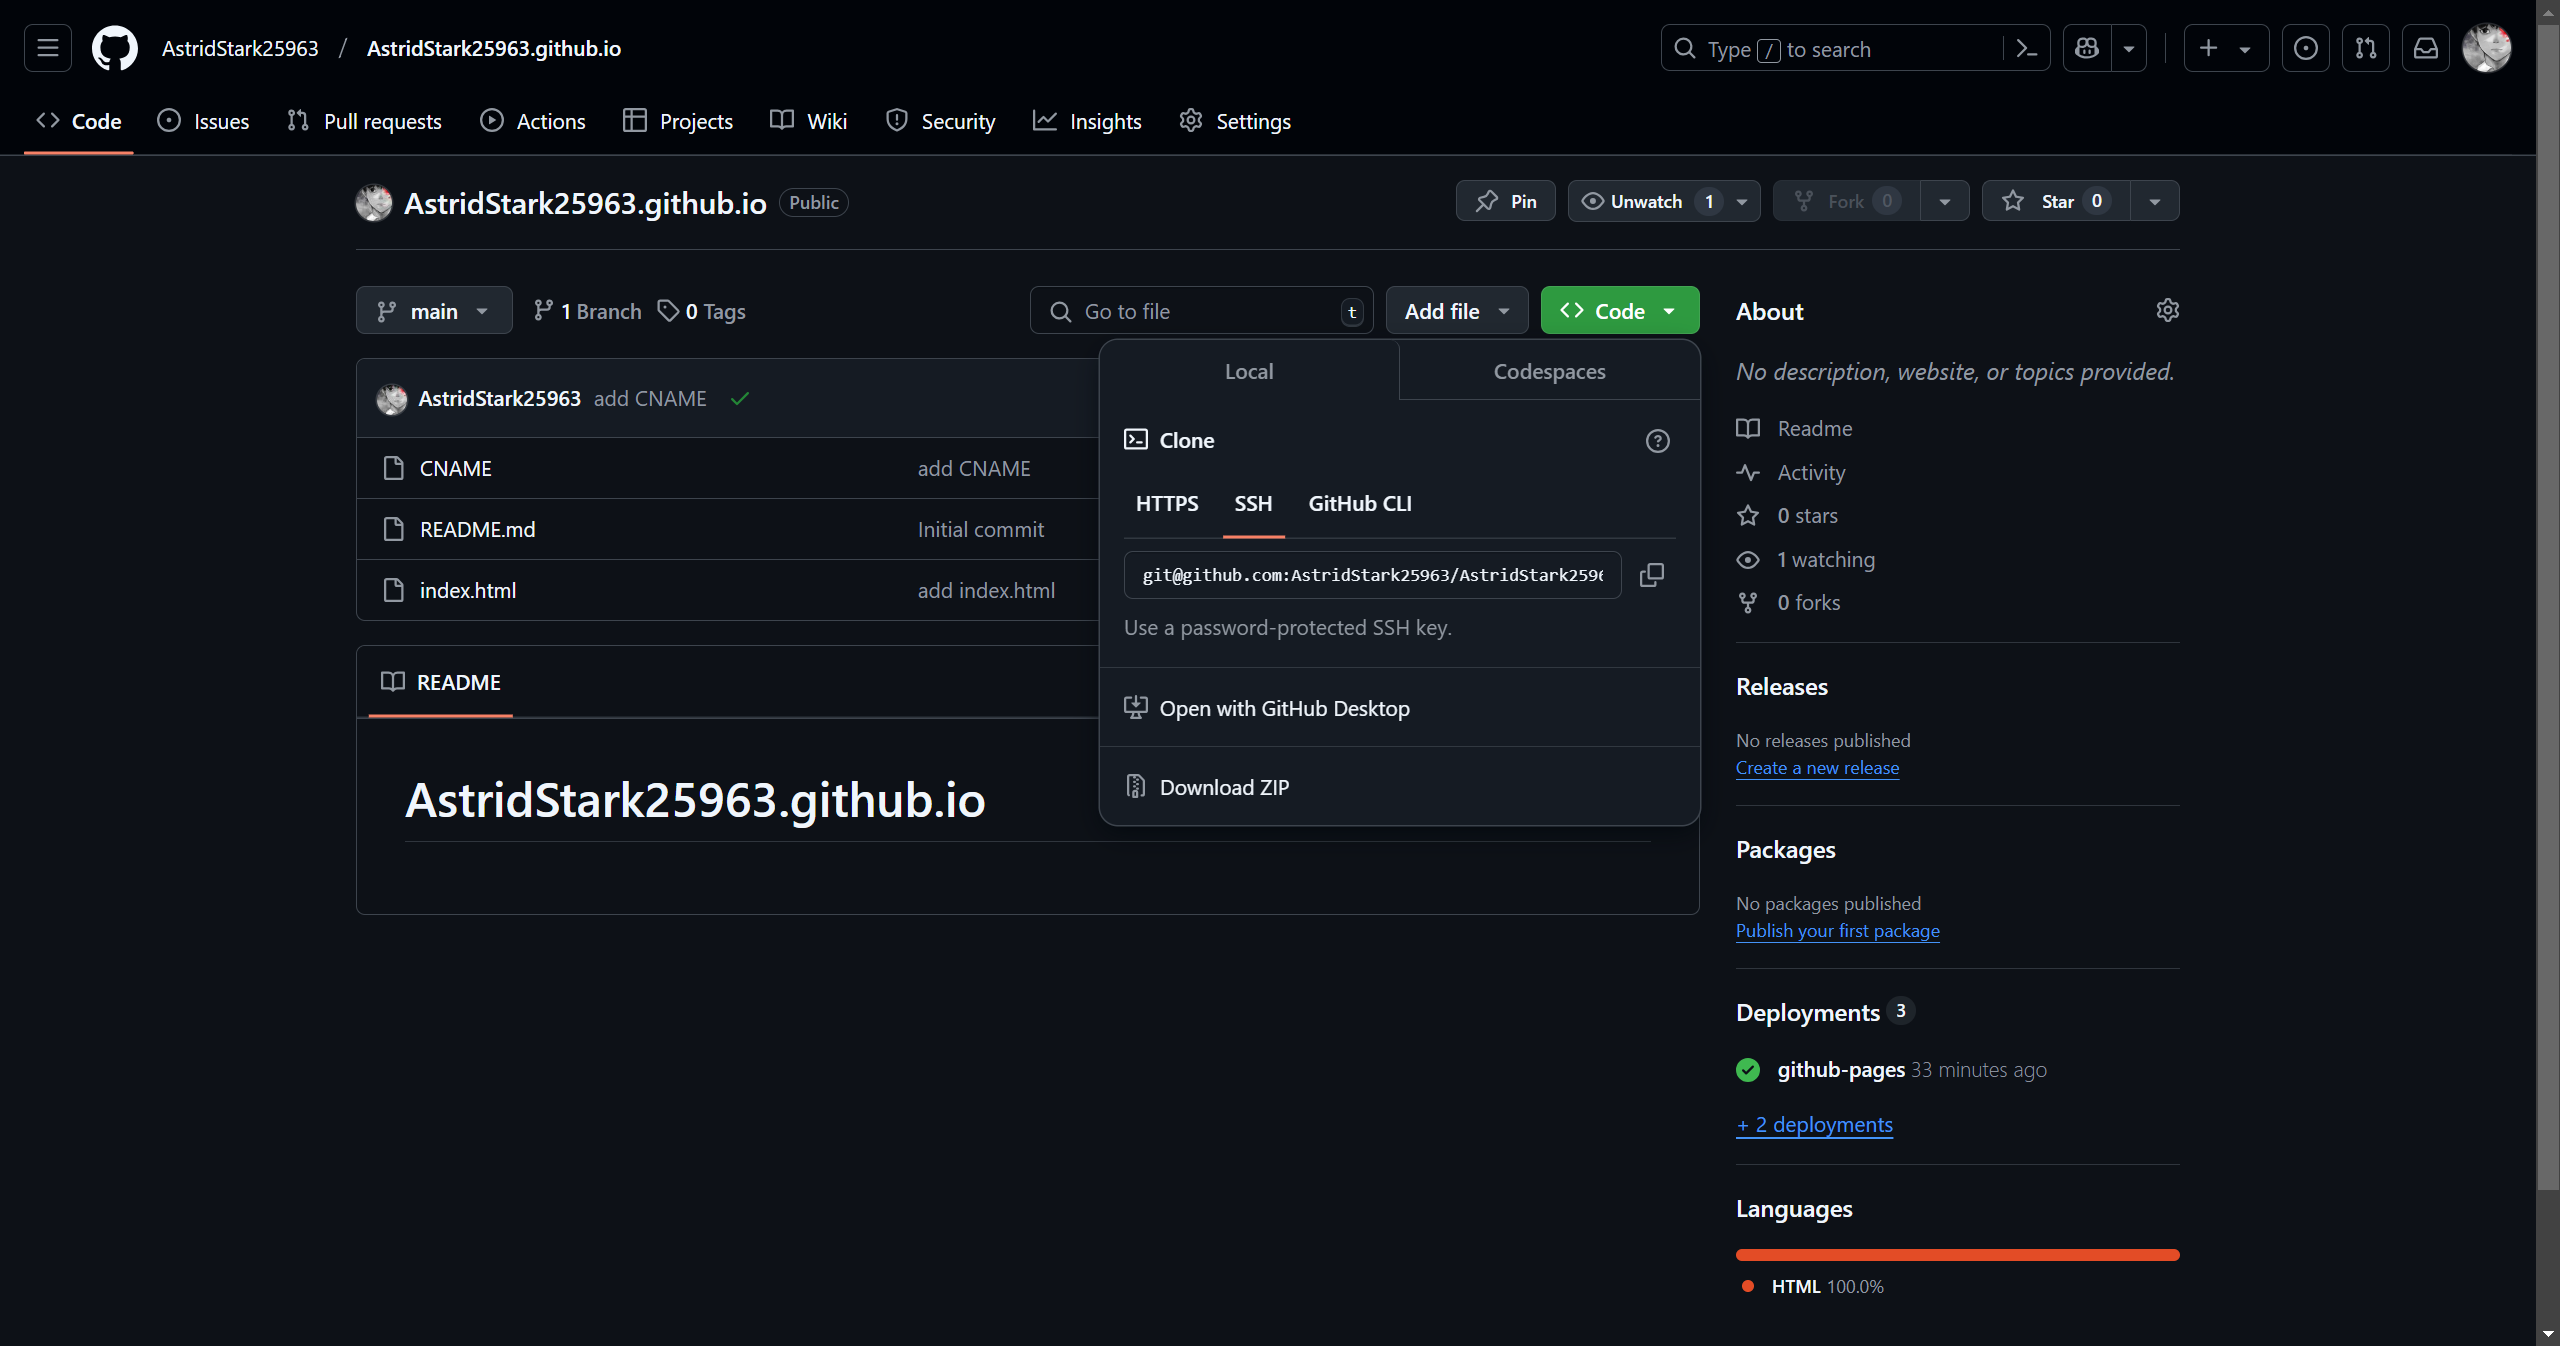 AstridStark25963 / AstridStark25963.github.io
Type / to search
Code Issues Pull requests Actions Projects Wiki Security Insights Settings
AstridStark25963.github.io Public
Pin Unwatch 1 Fork 0 Star 0
main 1 Branch 0 Tags Go to file t Add file Code
Local Codespaces
Clone
HTTPS SSH GitHub CLI
git@github.com:AstridStark25963/AstridStark2596
Use a password-protected SSH key.
Open with GitHub Desktop
Download ZIP
AstridStark25963 add CNAME
CNAME add CNAME
README.md Initial commit
index.html add index.html
README
AstridStark25963.github.io
About
No description, website, or topics provided.
Readme
Activity
0 stars
1 watching
0 forks
Releases
No releases published
Create a new release
Packages
No packages published
Publish your first package
Deployments 3
github-pages 33 minutes ago
+ 2 deployments
Languages
HTML 100.0%